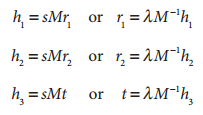 h₁ = sMr₁ or r₁ = λM⁻¹h₁
h₂ = sMr₂ or r₂ = λM⁻¹h₂
h₃ = sMt or t = λM⁻¹h₃